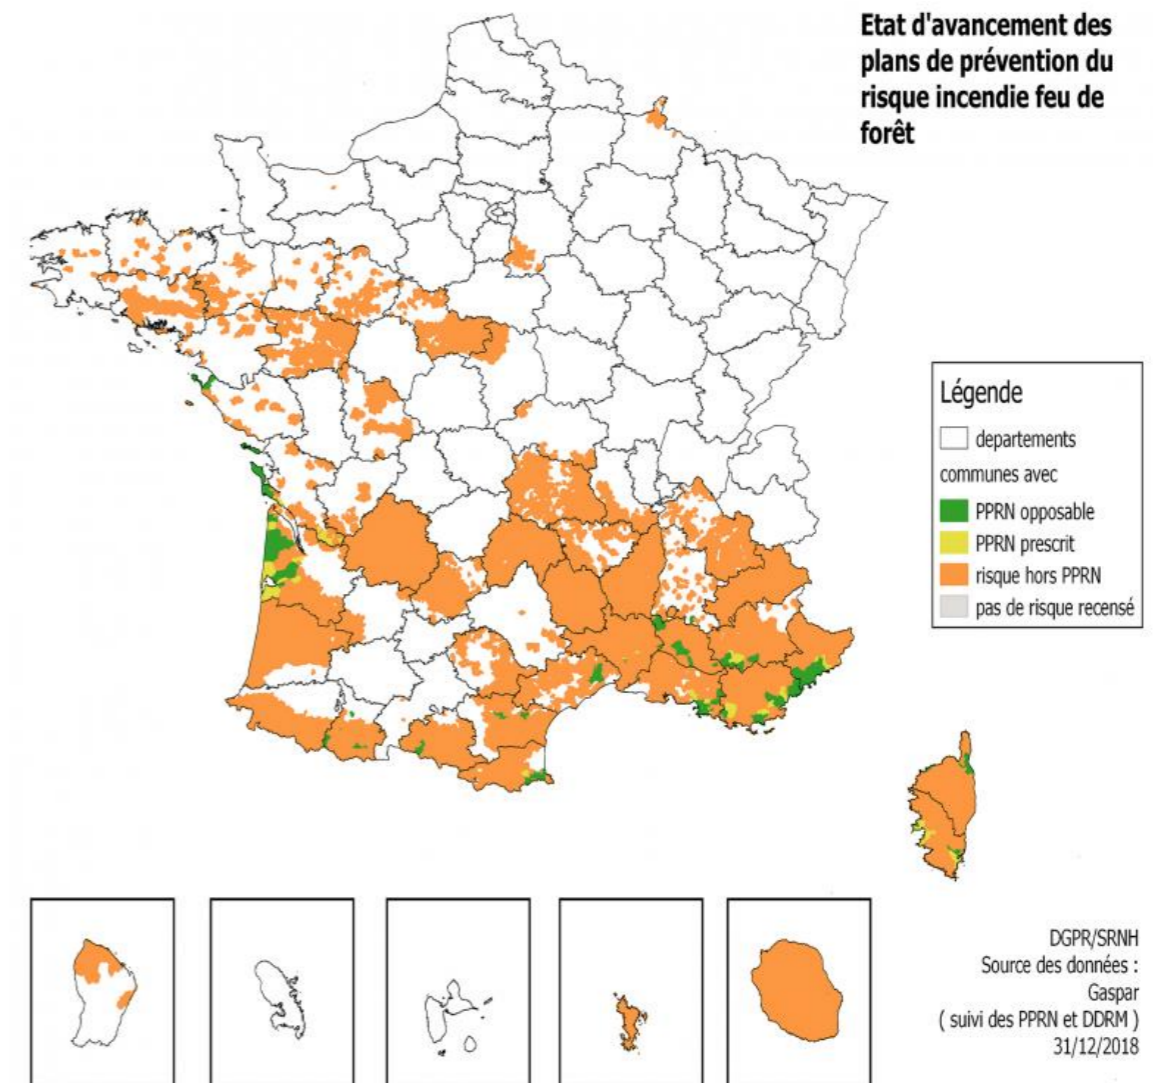 Etat d'avancement des
plans de prévention du
risque incendie feu de
forêt
Légende
departements
communes avec
PPRN opposable
PPRN prescrit
risque hors PPRN
pas de risque recensé
DGPR/SRNH
Source des données :
Gaspar
( suivi des PPRN et DDRM )
31/12/2018